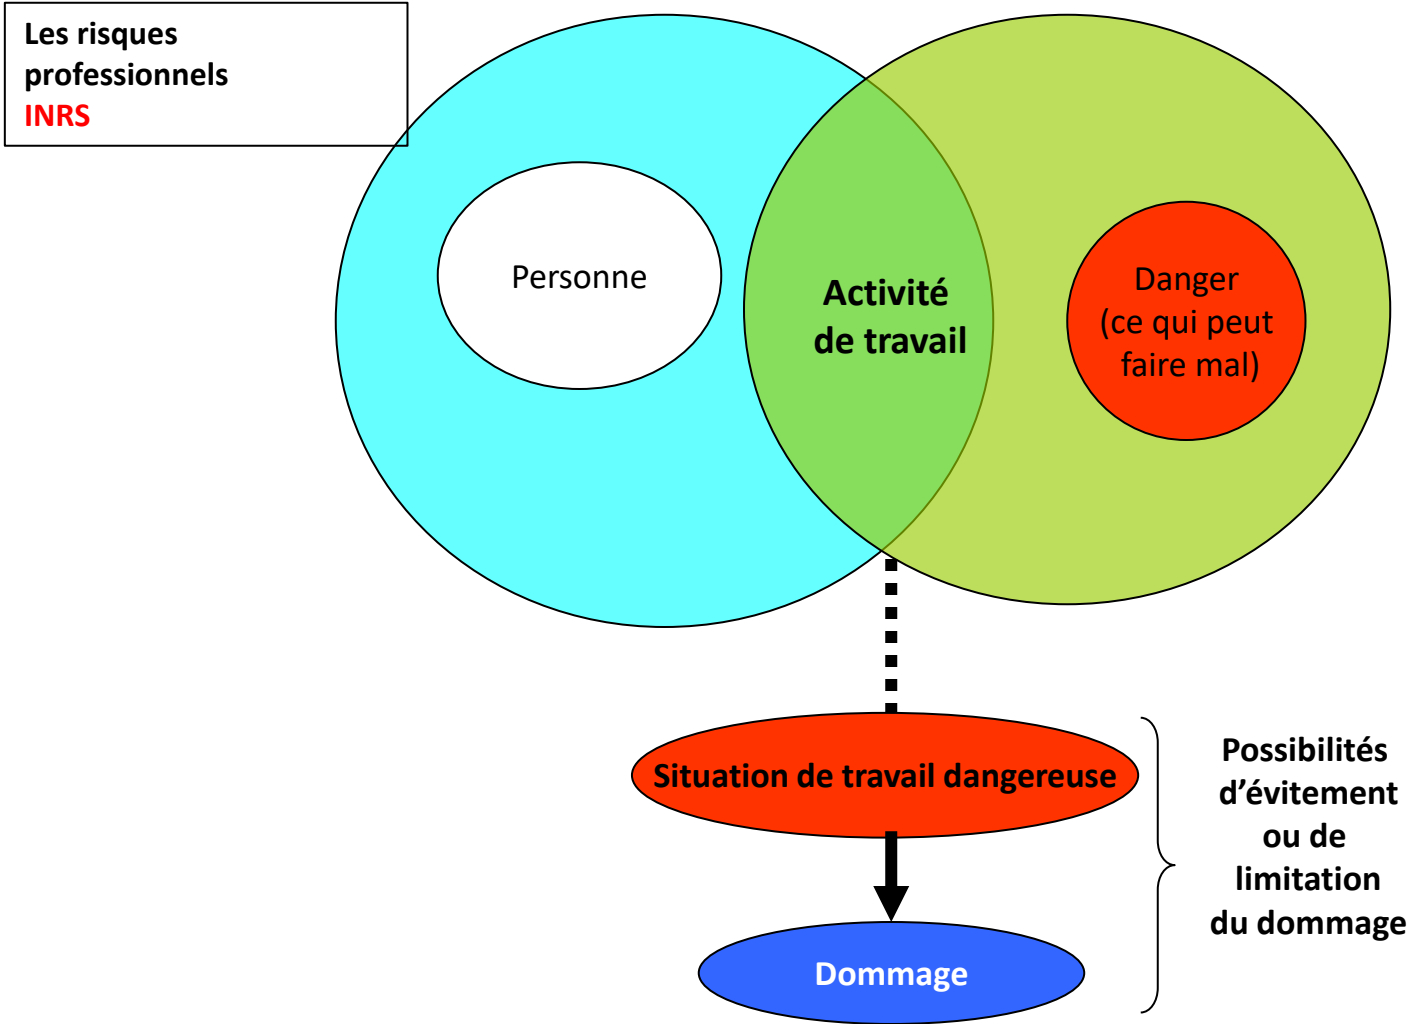 Les risques
professionnels
INRS
Personne
Activité
de travail
Danger
(ce qui peut
faire mal)
Situation de travail dangereuse
Dommage
Possibilités
d’évitement
ou de
limitation
du dommage